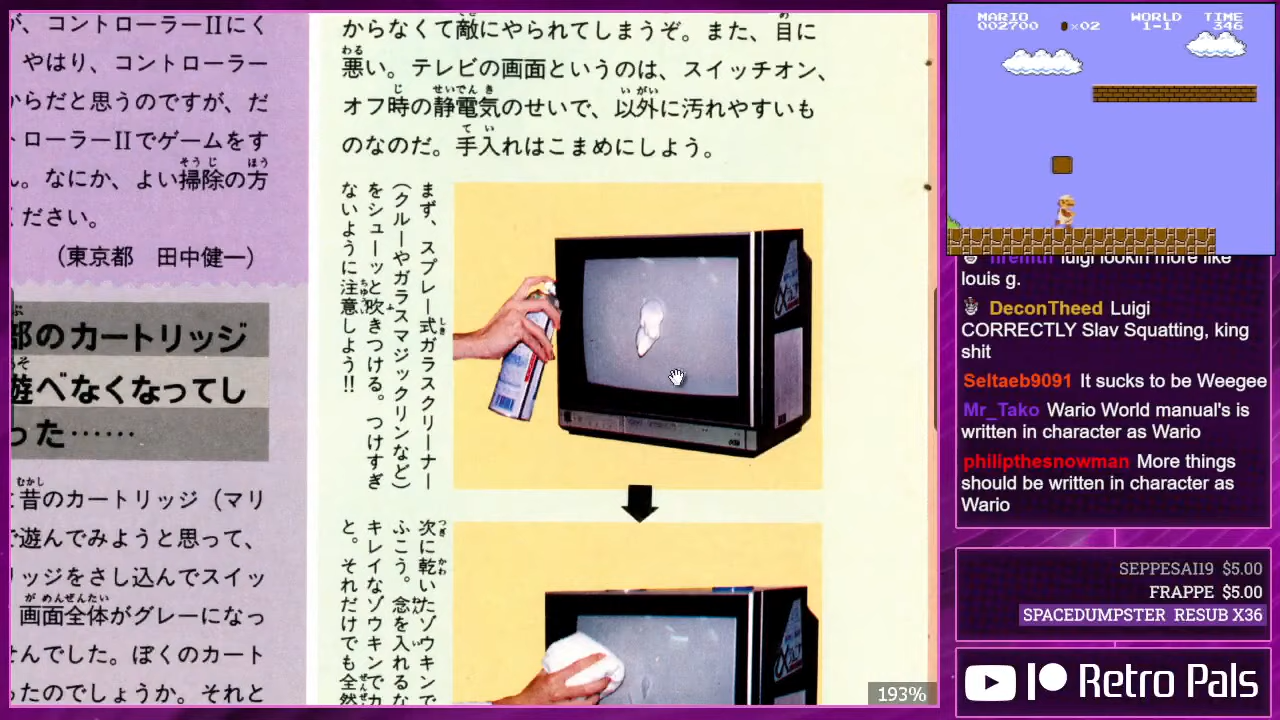 が、コントローラーⅡにく
やはり、コントローラー
からだと思うのですが、だ
トローラーⅡでゲームをす
ん。なにか、よい掃除の方
ください。
（東京都　田中健一）
部のカートリッジ
遊べなくなってし
った……
昔のカートリッジ（マリ
で遊んでみようと思って、
リッジをさし込んでスイッ
画面全体がグレーになっ
せんでした。ぼくのカート
ったのでしょうか。それと
からなくて敵にやられてしまうぞ。また、目に
悪い。テレビの画面というのは、スイッチオン、
オフ時の静電気のせいで、以外に汚れやすいも
のなのだ。手入れはこまめにしよう。
まず、スプレー式ガラスクリーナー
（クルーやガラスマジックリンなど）
をシューッと吹きつける。つけすぎ
ないように注意しよう!!
次に乾いたゾウキンで
ふこう。念を入れるな
キレイなゾウキンでカ
と。それだけでも全然
193%
MARIO WORLD TIME
002700 ×02 1-1 346
luigi lookin more like
louis g.
DeconTheed Luigi
CORRECTLY Slav Squatting, king
shit
Seltaeb9091 It sucks to be Weegee
Mr_Tako Wario World manual's is
written in character as Wario
philipthesnowman More things
should be written in character as
Wario
SEPPESAI19 $5.00
FRAPPE $5.00
SPACEDUMPSTER RESUB X36
Retro Pals